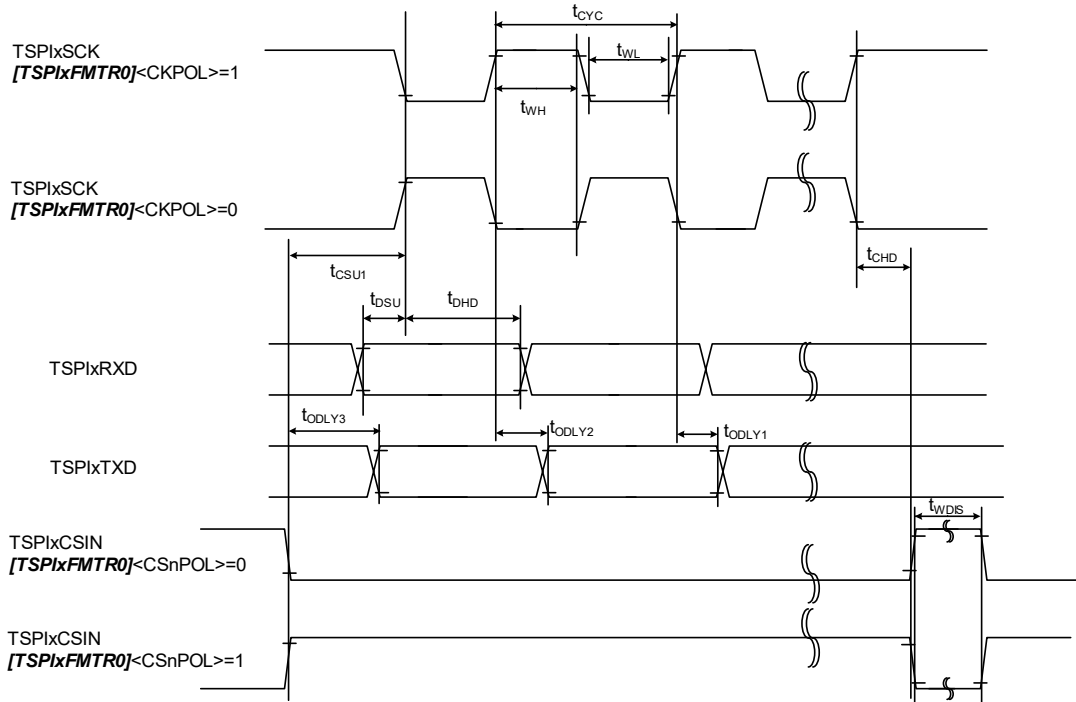 tCYC
TSPIxSCK
[TSPIxFMTR0]<CKPOL>=1
tWL
tWH
TSPIxSCK
[TSPIxFMTR0]<CKPOL>=0
tCSU1
tCHD
tDSU
tDHD
TSPIxRXD
tODLY3
tODLY2
tODLY1
TSPIxTXD
tWDIS
TSPIxCSIN
[TSPIxFMTR0]<CSnPOL>=0
TSPIxCSIN
[TSPIxFMTR0]<CSnPOL>=1